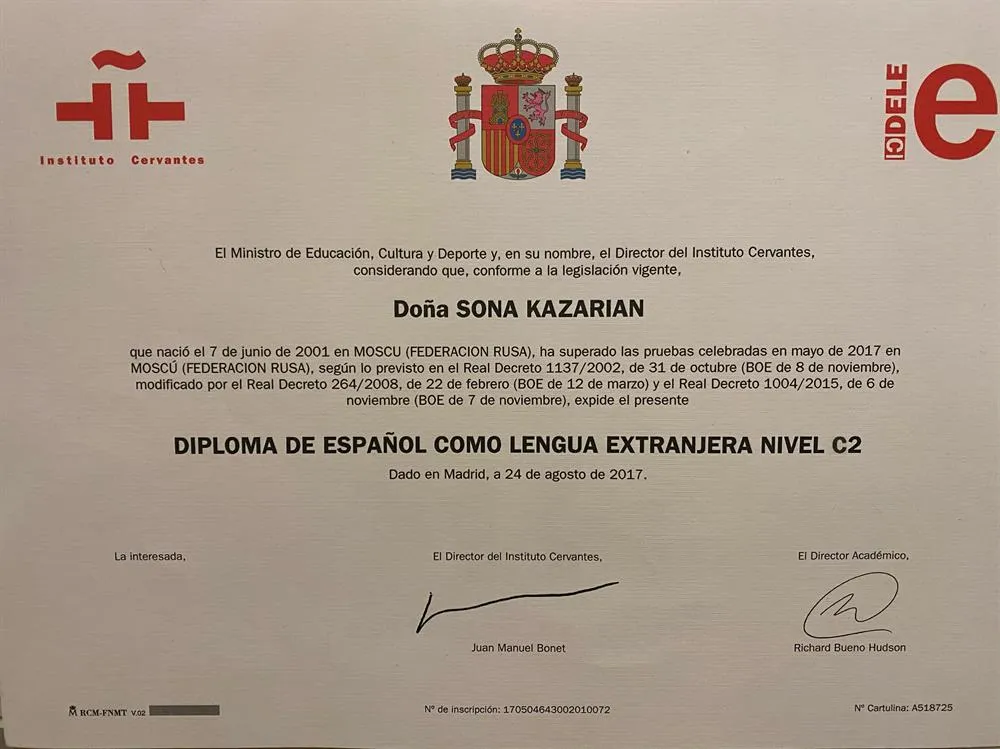 Instituto Cervantes
DELE
e
El Ministro de Educación, Cultura y Deporte y, en su nombre, el Director del Instituto Cervantes,
considerando que, conforme a la legislación vigente,
Doña SONA KAZARIAN
que nació el 7 de junio de 2001 en MOSCU (FEDERACION RUSA), ha superado las pruebas celebradas en mayo de 2017 en
MOSCÚ (FEDERACION RUSA), según lo previsto en el Real Decreto 1137/2002, de 31 de octubre (BOE de 8 de noviembre),
modificado por el Real Decreto 264/2008, de 22 de febrero (BOE de 12 de marzo) y el Real Decreto 1004/2015, de 6 de
noviembre (BOE de 7 de noviembre), expide el presente
DIPLOMA DE ESPAÑOL COMO LENGUA EXTRANJERA NIVEL C2
Dado en Madrid, a 24 de agosto de 2017.
La interesada,
El Director del Instituto Cervantes,
El Director Académico,
Juan Manuel Bonet
Richard Bueno Hudson
RCM-FNMT V.02
Nº de inscripción: 170504643002010072
Nº Cartulina: A518725